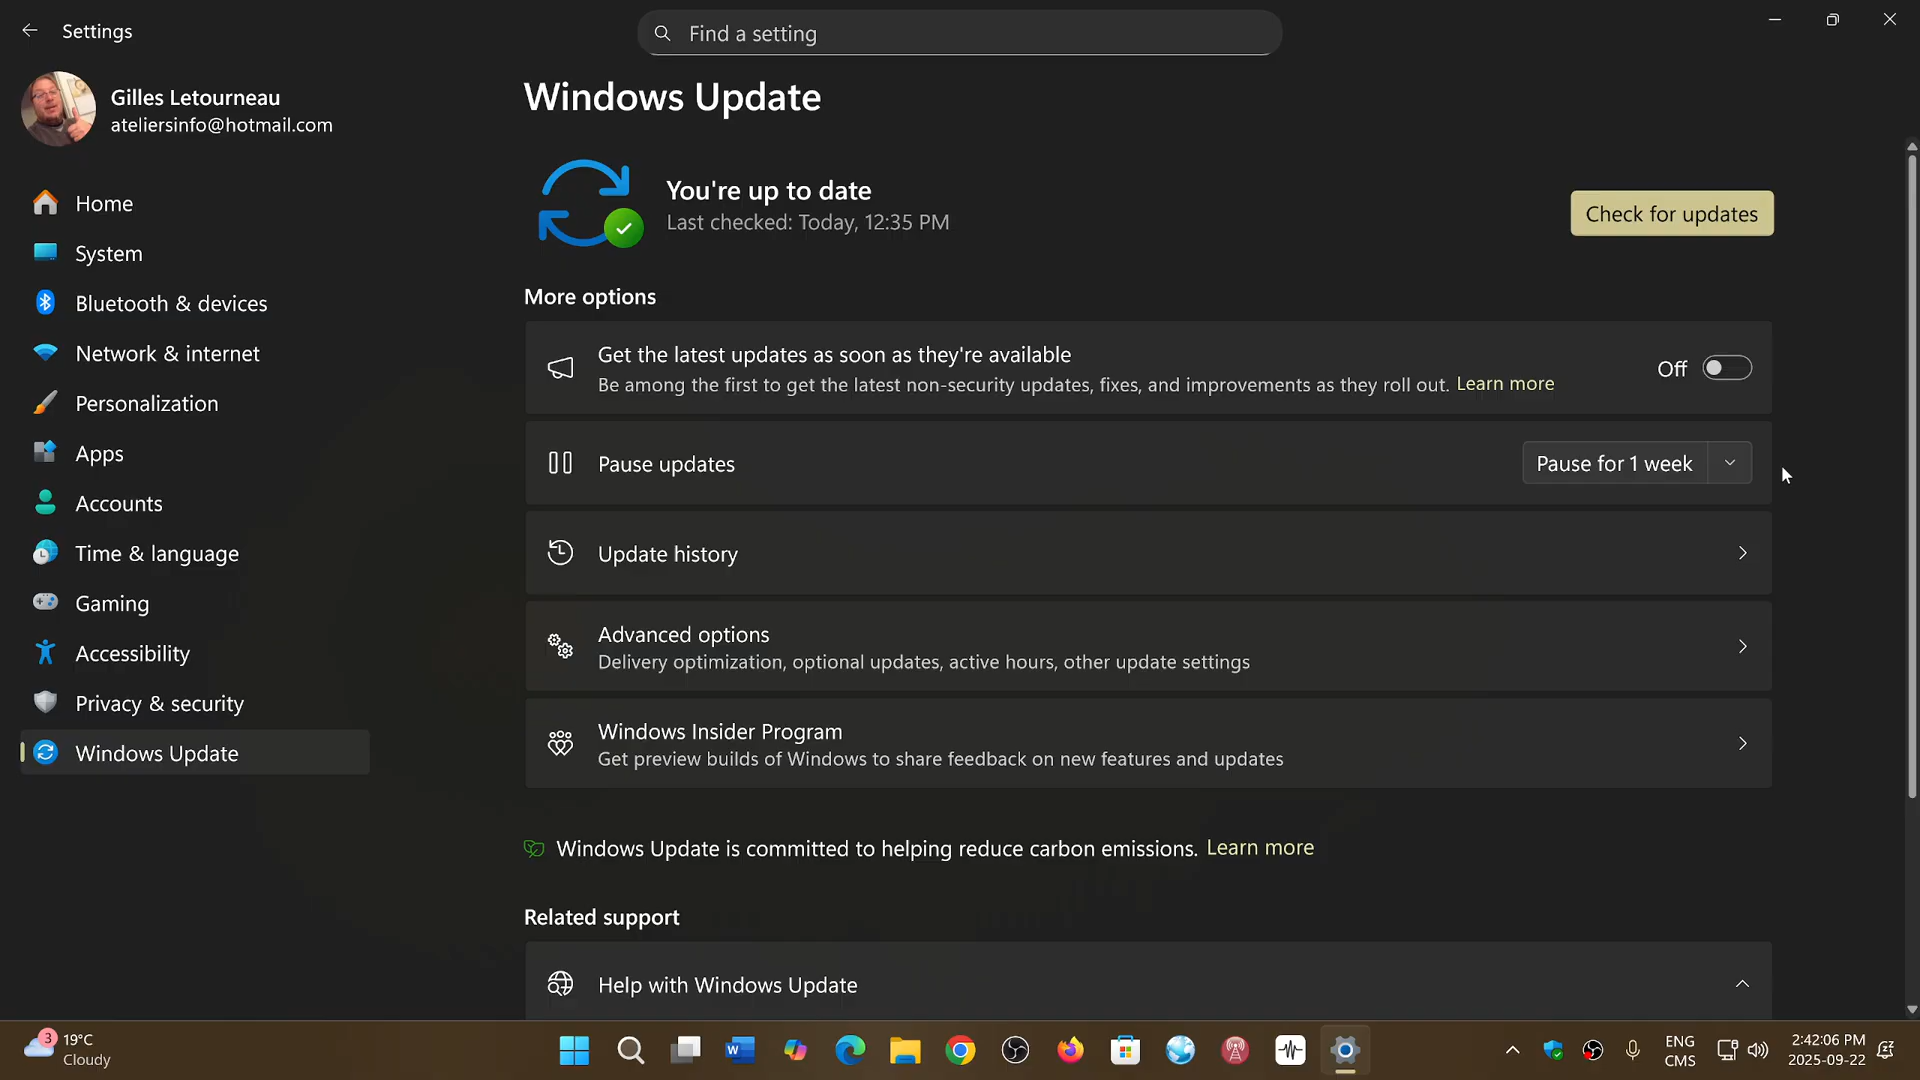 Settings
Find a setting
Gilles Letourneau
ateliersinfo@hotmail.com
Home
System
Bluetooth & devices
Network & internet
Personalization
Apps
Accounts
Time & language
Gaming
Accessibility
Privacy & security
Windows Update
Windows Update
You're up to date
Last checked: Today, 12:35 PM
Check for updates
More options
Get the latest updates as soon as they're available
Be among the first to get the latest non-security updates, fixes, and improvements as they roll out. Learn more
Off
Pause updates
Pause for 1 week
Update history
Advanced options
Delivery optimization, optional updates, active hours, other update settings
Windows Insider Program
Get preview builds of Windows to share feedback on new features and updates
Windows Update is committed to helping reduce carbon emissions. Learn more
Related support
Help with Windows Update
3
19°C
Cloudy
W
ENG
CMS
2:42:06 PM
2025-09-22